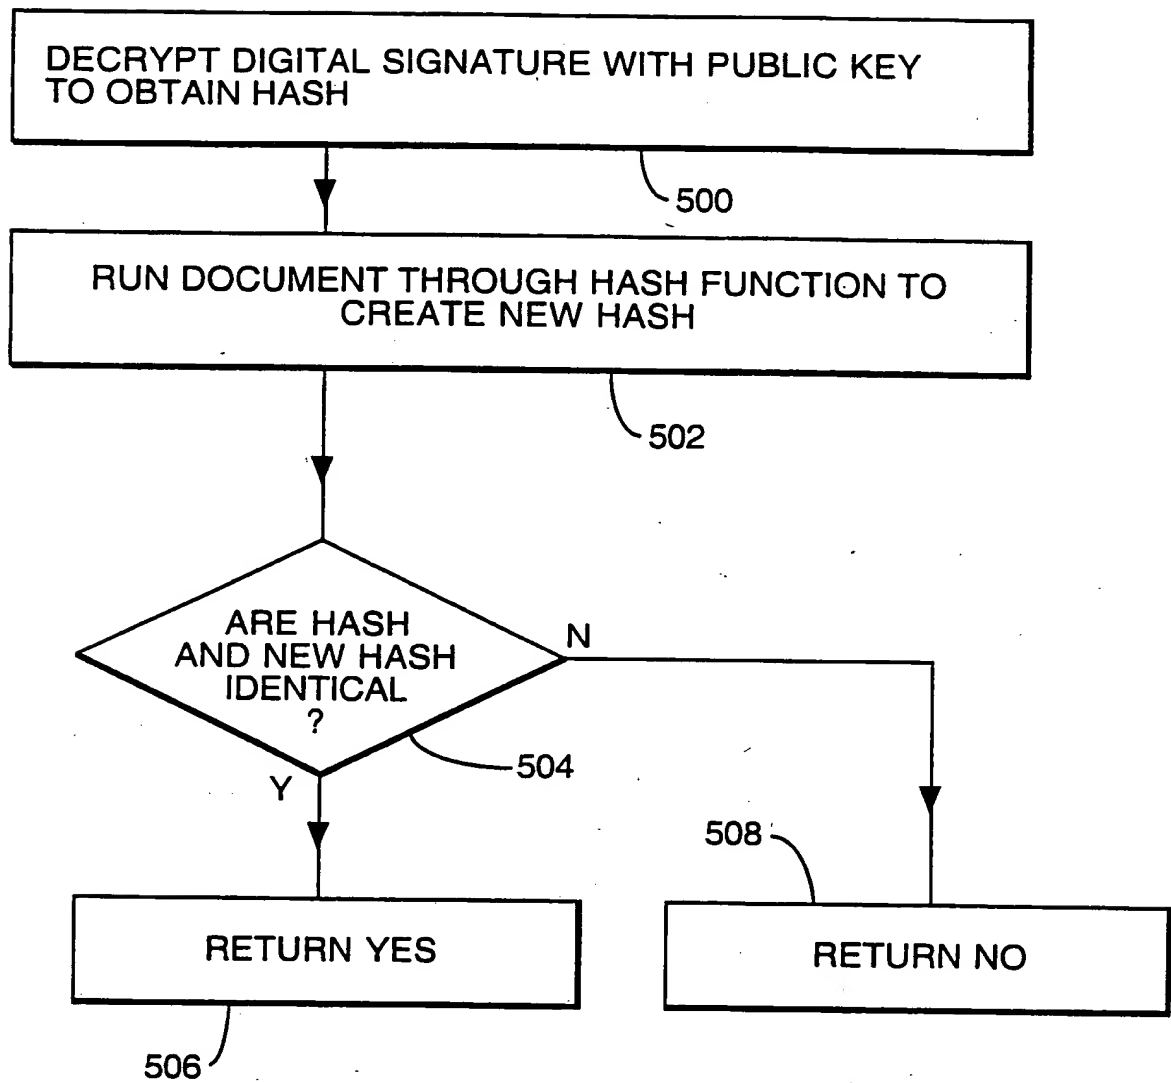 DECRYPT DIGITAL SIGNATURE WITH PUBLIC KEY
TO OBTAIN HASH
500
RUN DOCUMENT THROUGH HASH FUNCTION TO
CREATE NEW HASH
502
ARE HASH
AND NEW HASH
IDENTICAL
?
N
504
Y
508
RETURN YES
RETURN NO
506